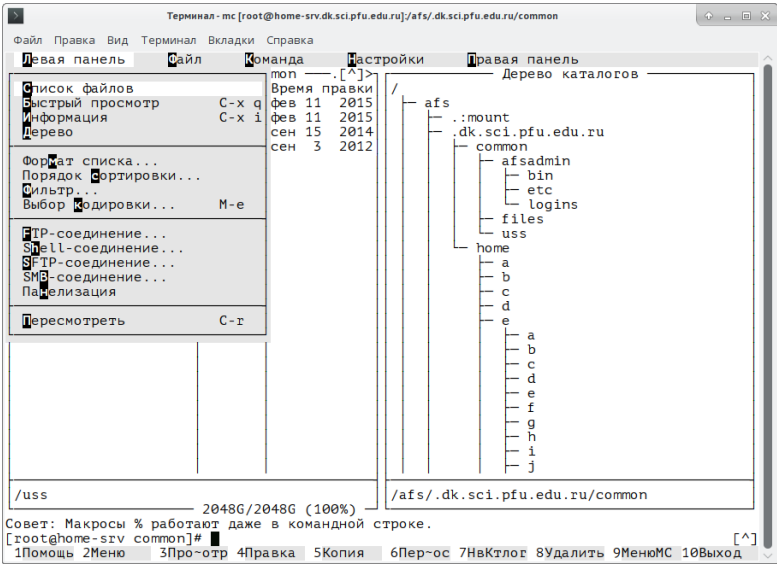 Терминал - mc [root@home-srv.dk.sci.pfu.edu.ru]:/afs/.dk.sci.pfu.edu.ru/common
Файл Правка Вид Терминал Вкладки Справка
Левая панель Файл Команда Настройки Правая панель
mon .[^]> Дерево каталогов
Список файлов Время правки /
Быстрый просмотр C-x q фев 11 2015 afs
Информация C-x i фев 11 2015 .:mount
Дерево сен 15 2014 .dk.sci.pfu.edu.ru
сен 3 2012 common
Формат списка... afsadmin
Порядок сортировки... bin
Фильтр... etc
Выбор кодировки... M-e logins
files
FTP-соединение... uss
Shell-соединение... home
SFTP-соединение... a
SMB-соединение... b
Панелизация c
d
Пересмотреть C-r e
a
b
c
d
e
f
g
h
i
j
/uss /afs/.dk.sci.pfu.edu.ru/common
2048G/2048G (100%)
Совет: Макросы % работают даже в командной строке.
[root@home-srv common]# [^]
1Помощь 2Меню 3Про~отр 4Правка 5Копия 6Пер~ос 7НвКтлог 8Удалить 9МенюМС 10Выход